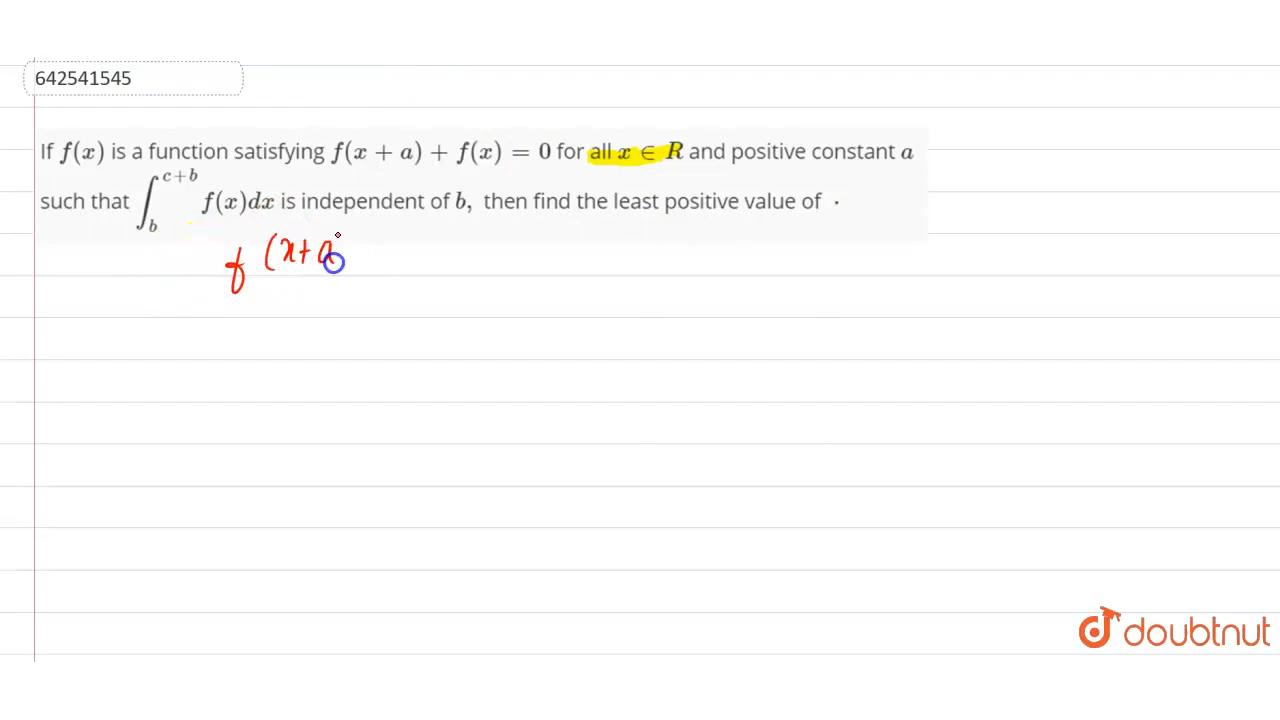 642541545
If f(x) is a function satisfying f(x + a) + f(x) = 0 for all x ∈ R and positive constant a
such that ∫_b^{c+b} f(x)dx is independent of b, then find the least positive value of ·
f (x+a
doubtnut